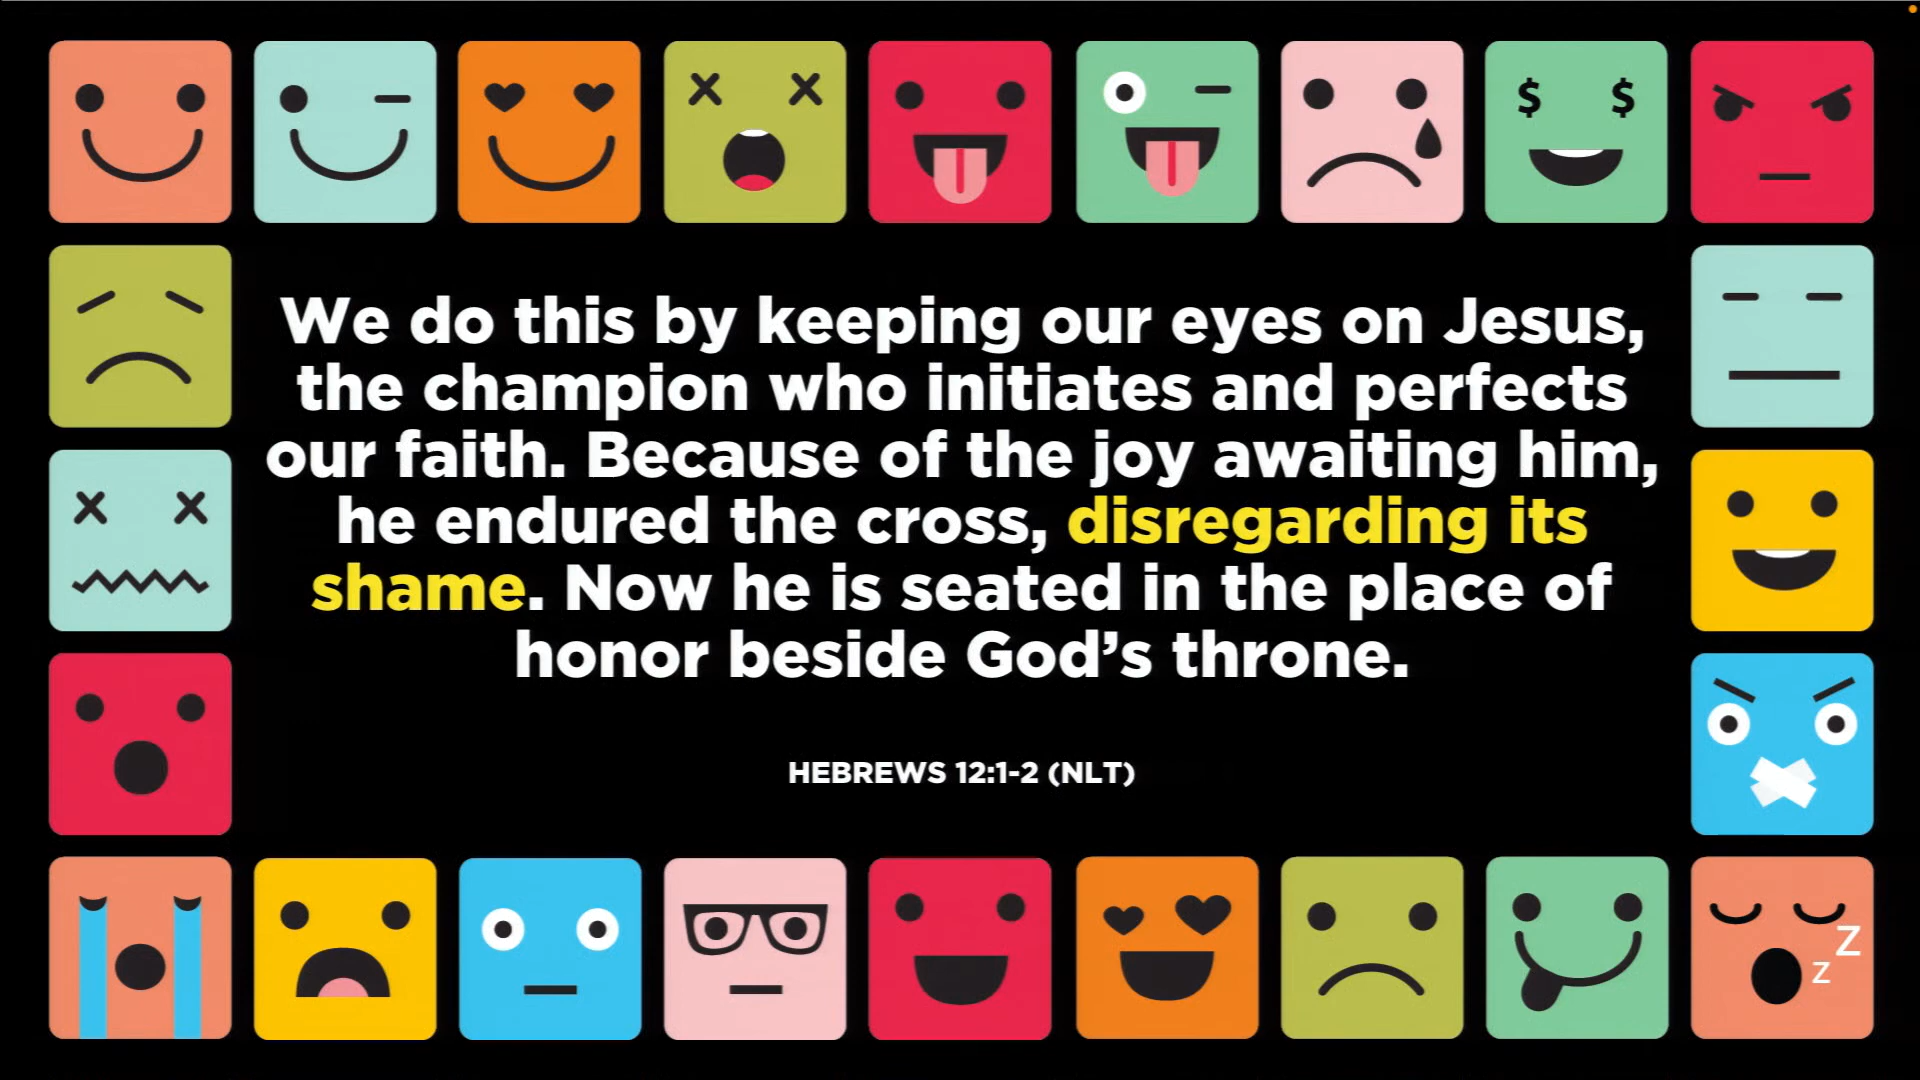 We do this by keeping our eyes on Jesus,
the champion who initiates and perfects
our faith. Because of the joy awaiting him,
he endured the cross, disregarding its
shame. Now he is seated in the place of
honor beside God’s throne.
HEBREWS 12:1-2 (NLT)
$ $
z Z